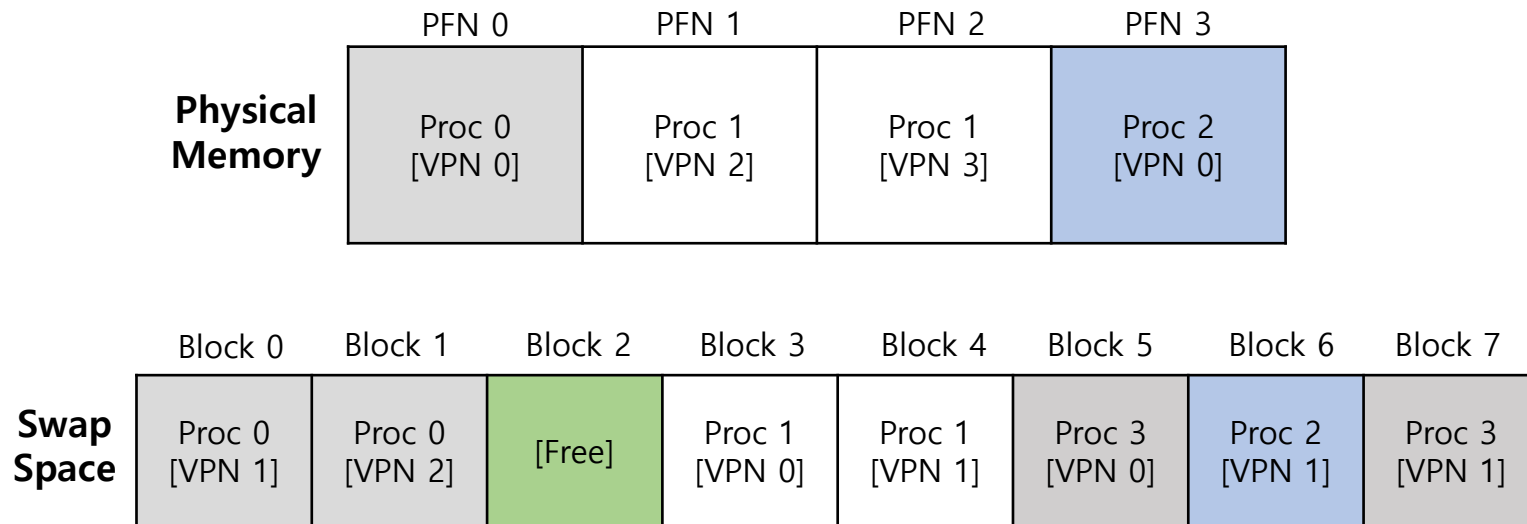 PFN 0 PFN 1 PFN 2 PFN 3
Physical
Memory
Proc 0
[VPN 0]
Proc 1
[VPN 2]
Proc 1
[VPN 3]
Proc 2
[VPN 0]
Block 0 Block 1 Block 2 Block 3 Block 4 Block 5 Block 6 Block 7
Swap
Space
Proc 0
[VPN 1]
Proc 0
[VPN 2]
[Free]
Proc 1
[VPN 0]
Proc 1
[VPN 1]
Proc 3
[VPN 0]
Proc 2
[VPN 1]
Proc 3
[VPN 1]